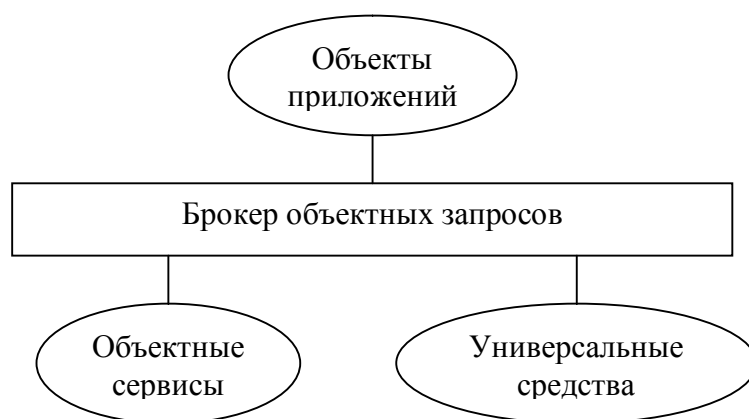 Объекты
приложений
Брокер объектных запросов
Объектные
сервисы
Универсальные
средства